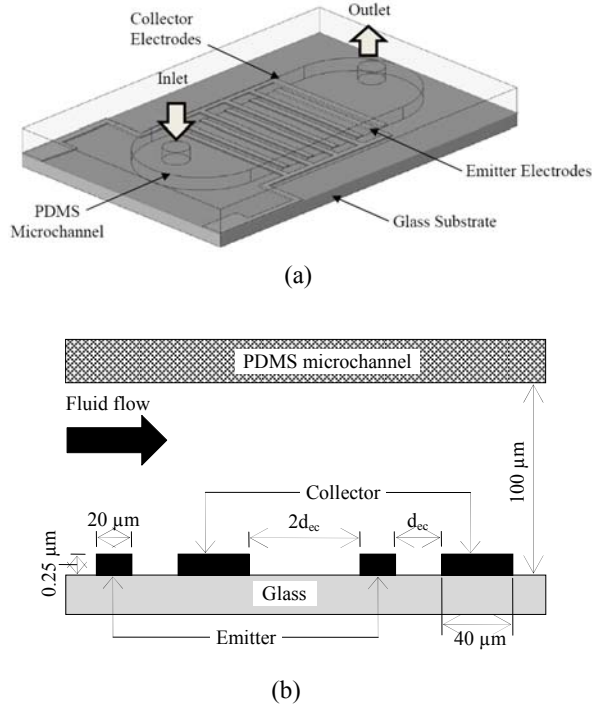 Collector
Electrodes
Outlet
Inlet
Emitter Electrodes
PDMS
Microchannel
Glass Substrate
(a)
PDMS microchannel
Fluid flow
100 µm
Collector
20 µm
2dec
dec
0.25 µm
Glass
Emitter
40 µm
(b)